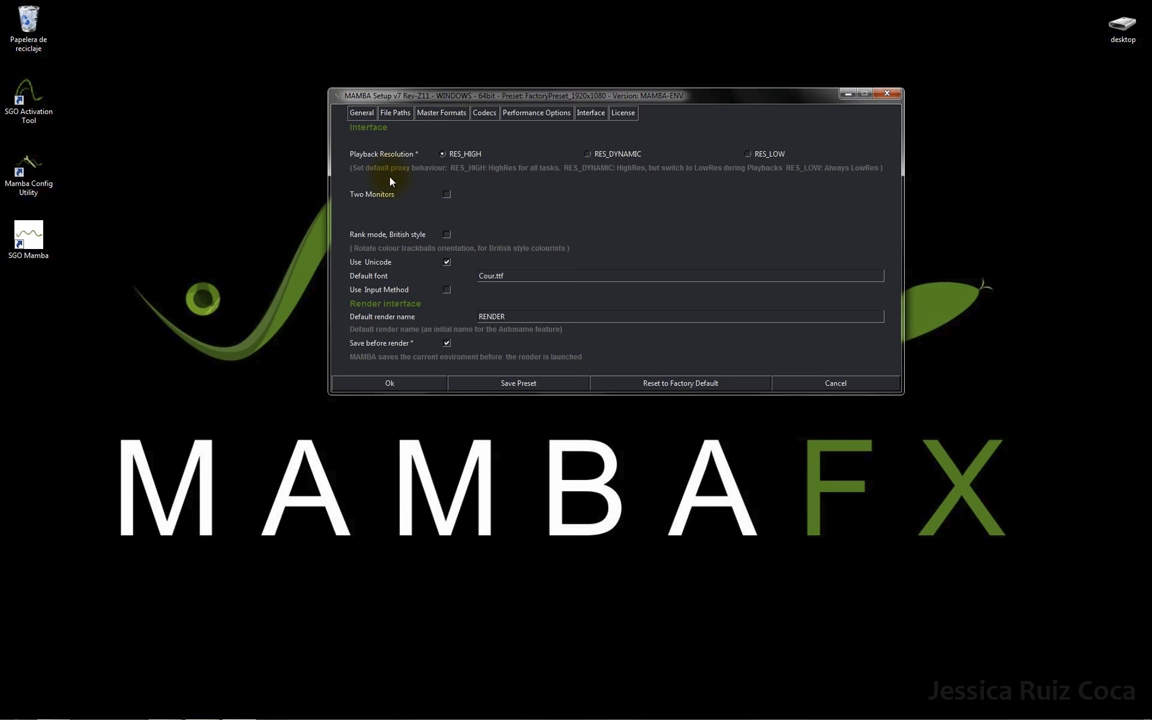 Papelera de
reciclaje
desktop
SGO Activation
Tool
Mamba Config
Utility
SGO Mamba
MAMBA Setup v7 Rev-Z11 - WINDOWS - 64bit - Preset: FactoryPreset_1920x1080 - Version: MAMBA-ENV
General File Paths Master Formats Codecs Performance Options Interface License
Interface
Playback Resolution * RES_HIGH RES_DYNAMIC RES_LOW
(Set default proxy behaviour: RES_HIGH: HighRes for all tasks. RES_DYNAMIC: HighRes, but switch to LowRes during Playbacks RES_LOW: Always LowRes )
Two Monitors
Rank mode, British style
( Rotate colour trackballs orientation, for British style colourists )
Use Unicode
Default font Cour.ttf
Use Input Method
Render interface
Default render name RENDER
Default render name (an initial name for the Autoname feature)
Save before render *
MAMBA saves the current enviroment before the render is launched
Ok Save Preset Reset to Factory Default Cancel
MAMBA FX
Jessica Ruiz Coca